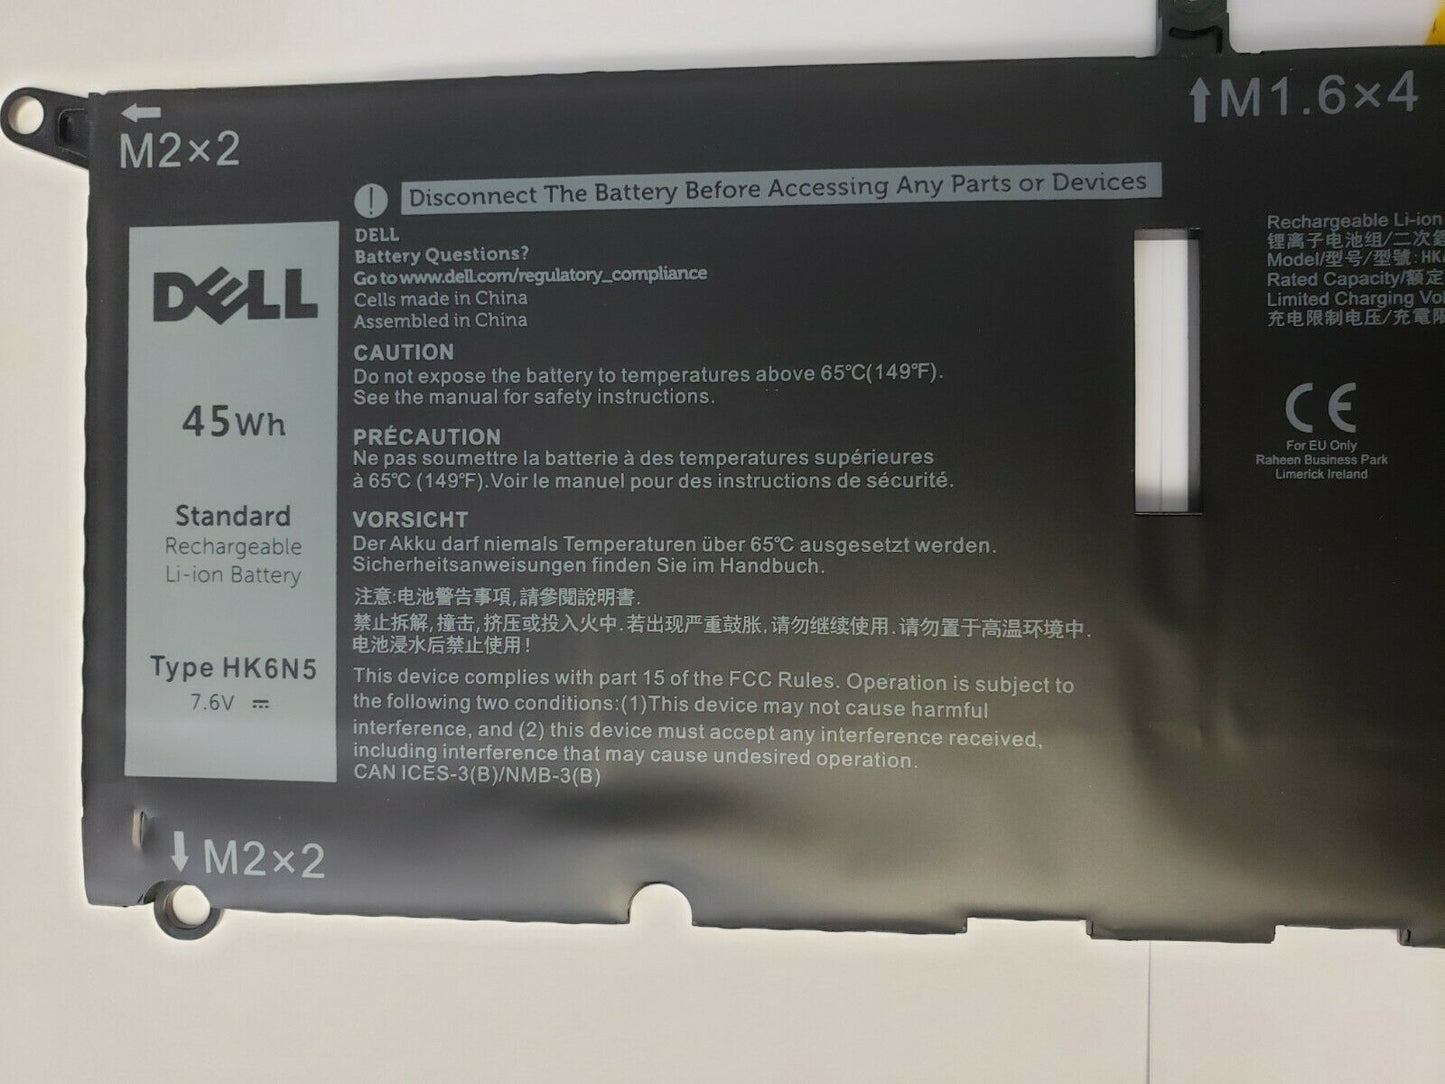 M2×2
M1.6×4
! Disconnect The Battery Before Accessing Any Parts or Devices
DELL
45Wh
Standard
Rechargeable
Li-ion Battery
Type HK6N5
7.6V
DELL
Battery Questions?
Go to www.dell.com/regulatory_compliance
Cells made in China
Assembled in China
CAUTION
Do not expose the battery to temperatures above 65℃(149℉).
See the manual for safety instructions.
PRÉCAUTION
Ne pas soumettre la batterie à des temperatures supérieures
à 65℃ (149℉).Voir le manuel pour des instructions de sécurité.
VORSICHT
Der Akku darf niemals Temperaturen über 65℃ ausgesetzt werden.
Sicherheitsanweisungen finden Sie im Handbuch.
注意:电池警告事項,請參閱說明書.
禁止拆解,撞击,挤压或投入火中.若出现严重鼓胀,请勿继续使用.请勿置于高温环境中.
电池浸水后禁止使用!
This device complies with part 15 of the FCC Rules. Operation is subject to
the following two conditions:(1)This device may not cause harmful
interference, and (2) this device must accept any interference received,
including interference that may cause undesired operation.
CAN ICES-3(B)/NMB-3(B)
Rechargeable Li-ion
锂离子电池组/二次
Model/型号/型號: HK
Rated Capacity/额定
Limited Charging
充电限制电压/充電
CE
For EU Only
Raheen Business Park
Limerick Ireland
M2×2